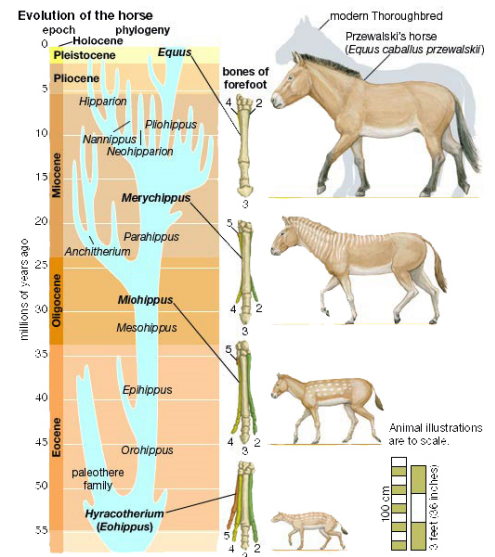 Evolution of the horse
epoch phylogeny
Holocene
Pleistocene
Pliocene
Miocene
Oligocene
Eocene
millions of years ago
0
5
10
15
20
25
30
35
40
45
50
55
Equus
Hipparion
Pliohippus
Nannippus
Neohipparion
Merychippus
Parahippus
Anchitherium
Miohippus
Mesohippus
Epihippus
Orohippus
paleothere
family
Hyracotherium
(Eohippus)
bones of
forefoot
4 2
3
5
4 2
3
5
4 3 2
5
4 3 2
modern Thoroughbred
Przewalski's horse
(Equus caballus przewalskii)
Animal illustrations
are to scale.
100 cm
3 feet (36 inches)